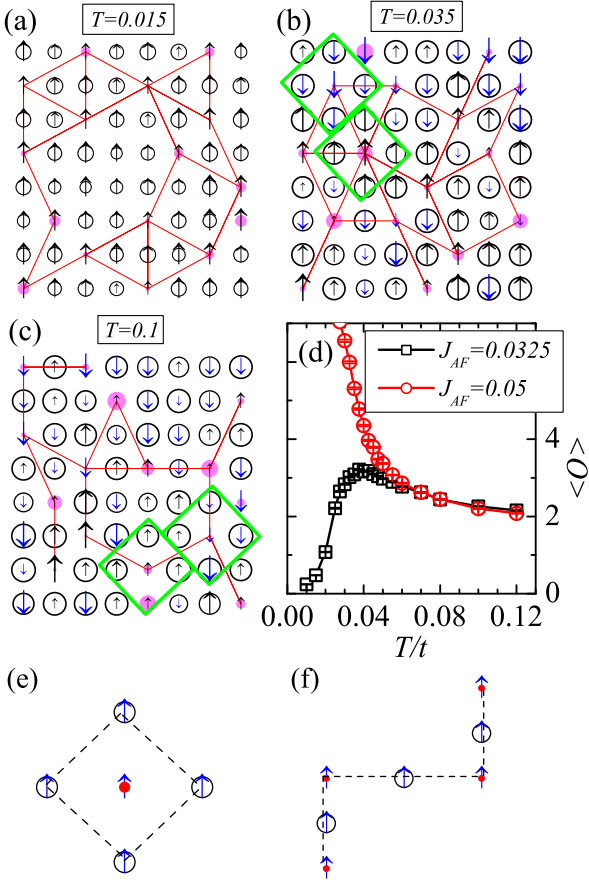 (a) T=0.015
(b) T=0.035
(c) T=0.1
(d)
J_AF=0.0325
J_AF=0.05
<O>
4
2
0
0.00 0.04 0.08 0.12
T/t
(e) (f)